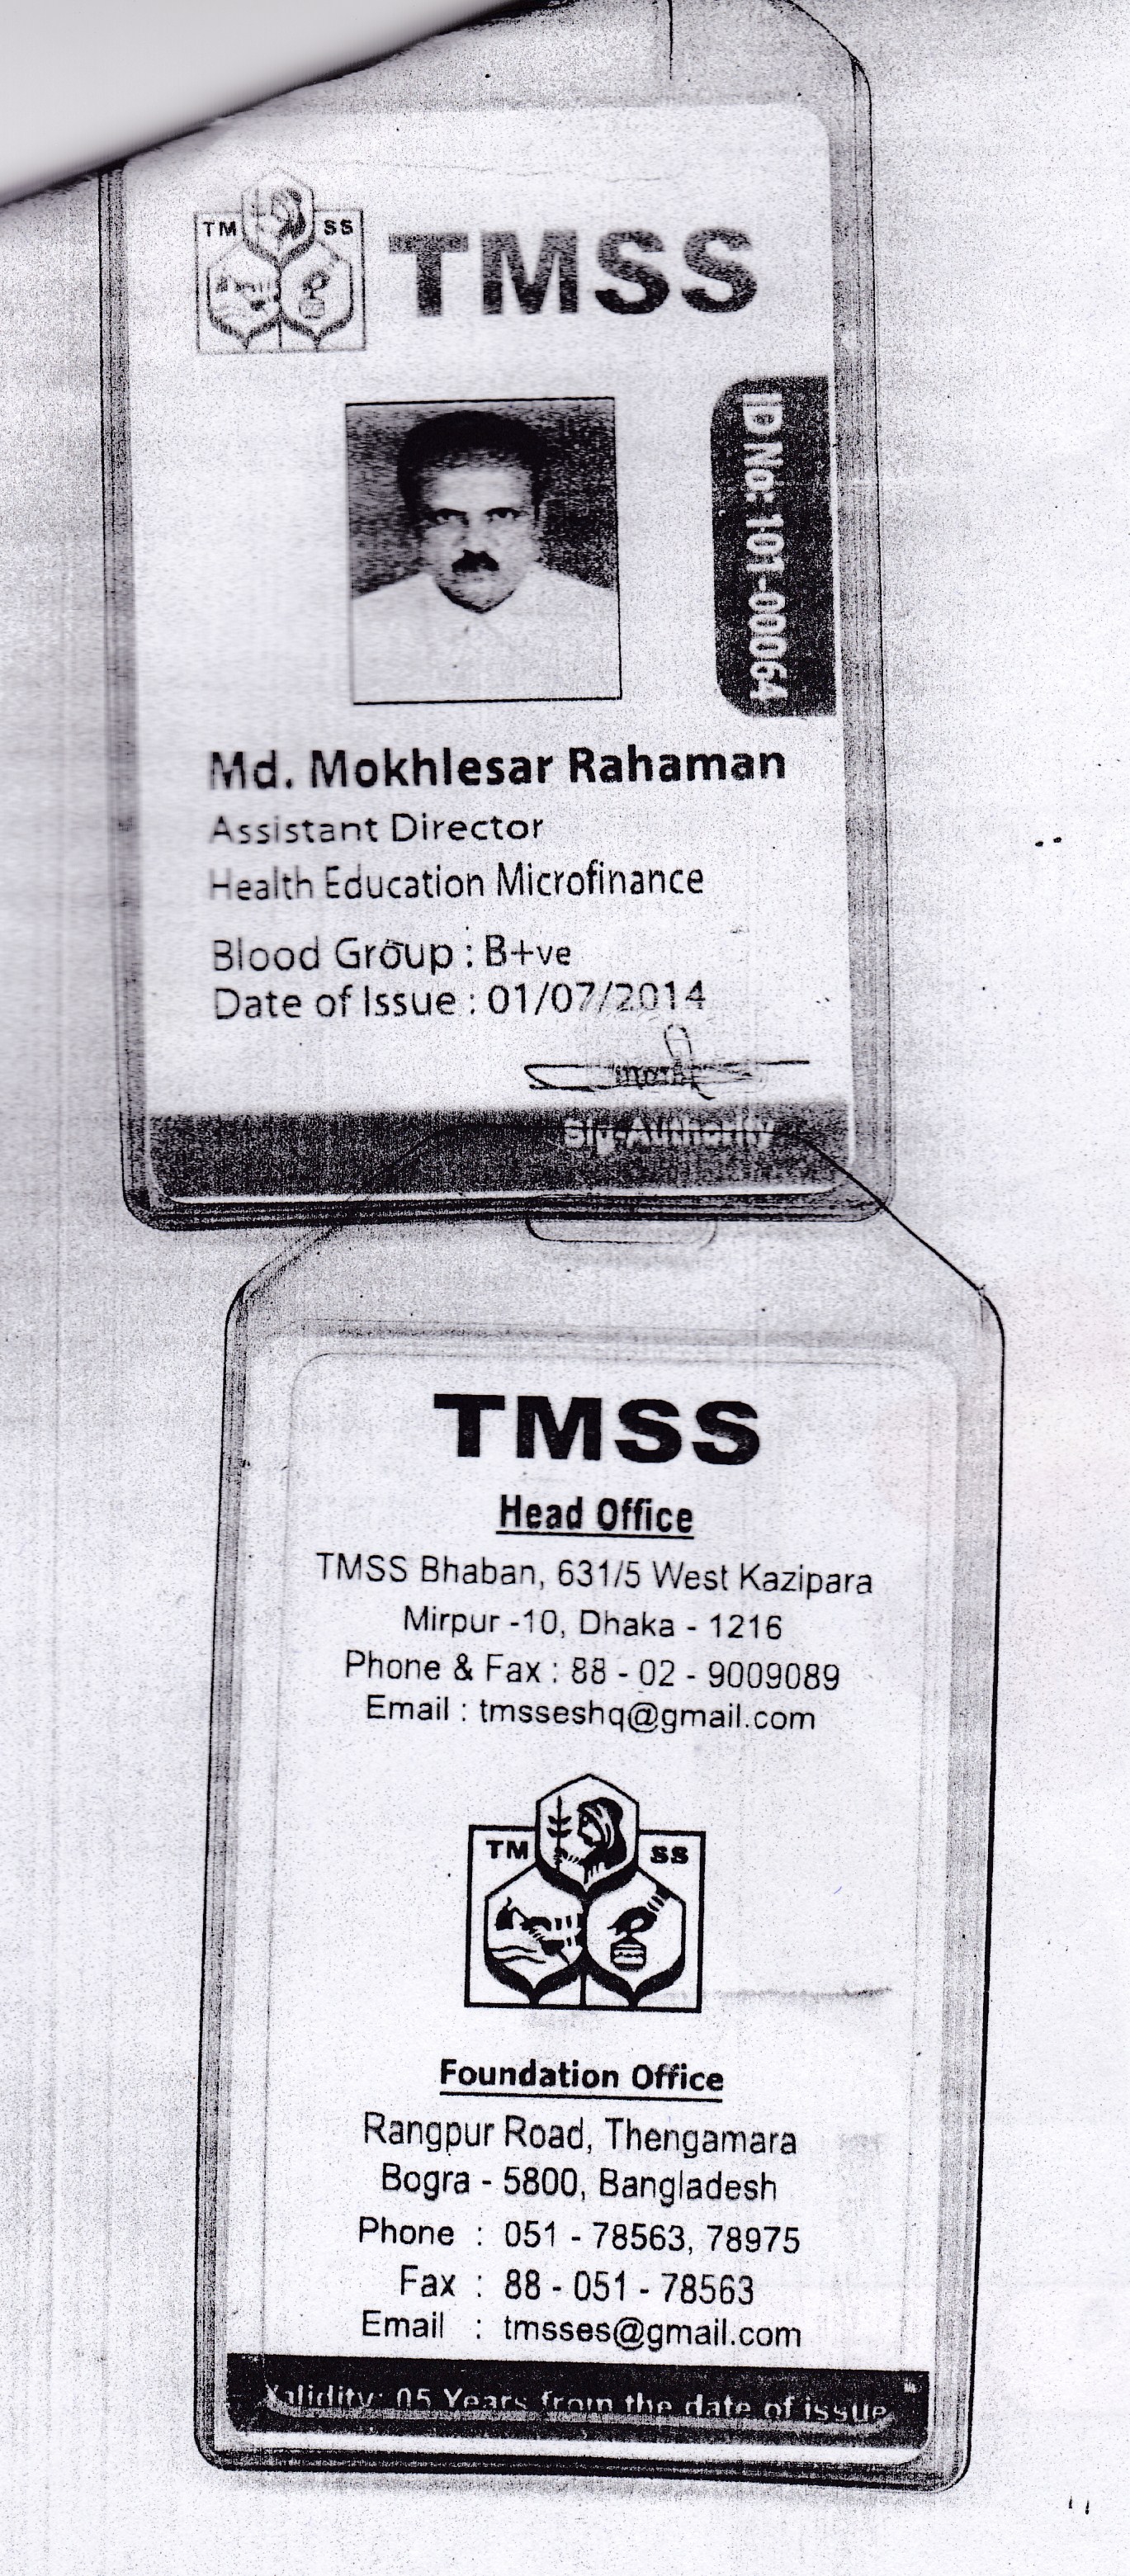 TM SS
TMSS
ID No: 101-00064
Md. Mokhlesar Rahaman
Assistant Director
Health Education Microfinance
Blood Group : B+ve
Date of Issue : 01/07/2014
Authority
TMSS
Head Office
TMSS Bhaban, 631/5 West Kazipara
Mirpur -10, Dhaka - 1216
Phone & Fax : 88 - 02 - 9009089
Email : tmsseshq@gmail.com
TM SS
Foundation Office
Rangpur Road, Thengamara
Bogra - 5800, Bangladesh
Phone : 051 - 78563, 78975
Fax : 88 - 051 - 78563
Email : tmsses@gmail.com
Validity: 05 Years from the date of issue